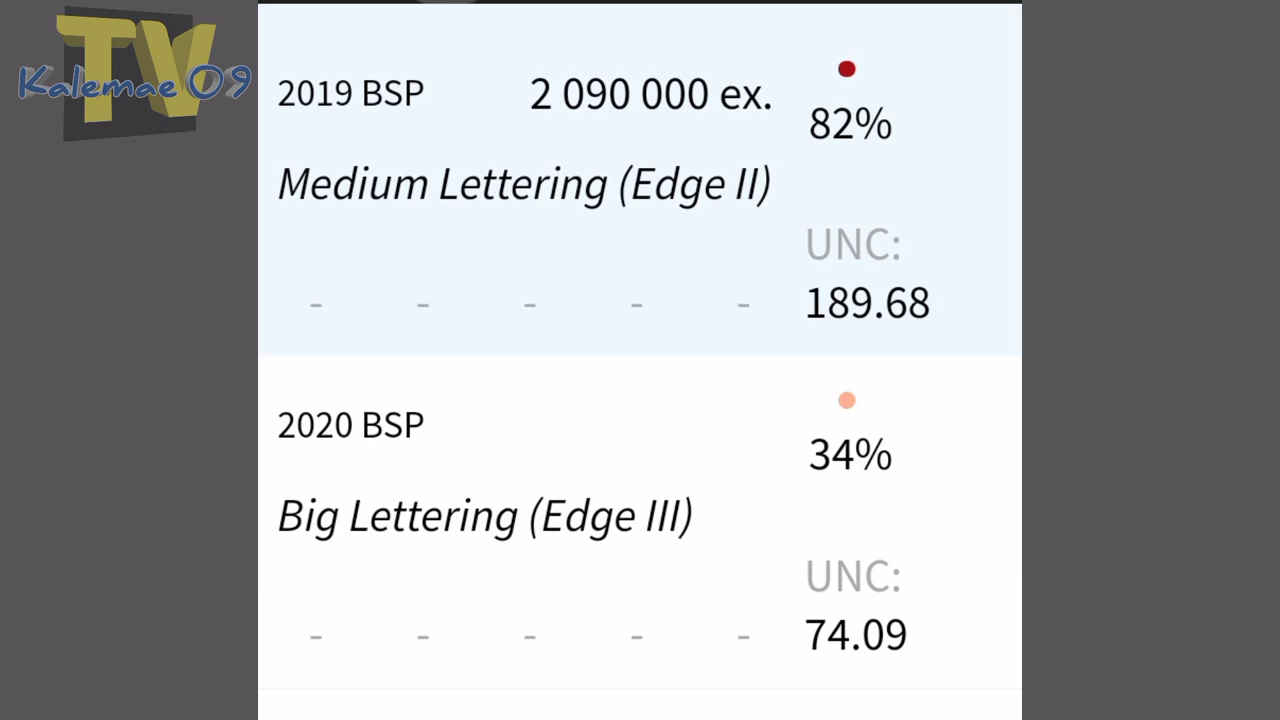 TV
Kalemae 09
2019 BSP 2 090 000 ex. 82%
Medium Lettering (Edge II)
UNC:
- - - - - 189.68
2020 BSP 34%
Big Lettering (Edge III)
UNC:
- - - - - 74.09